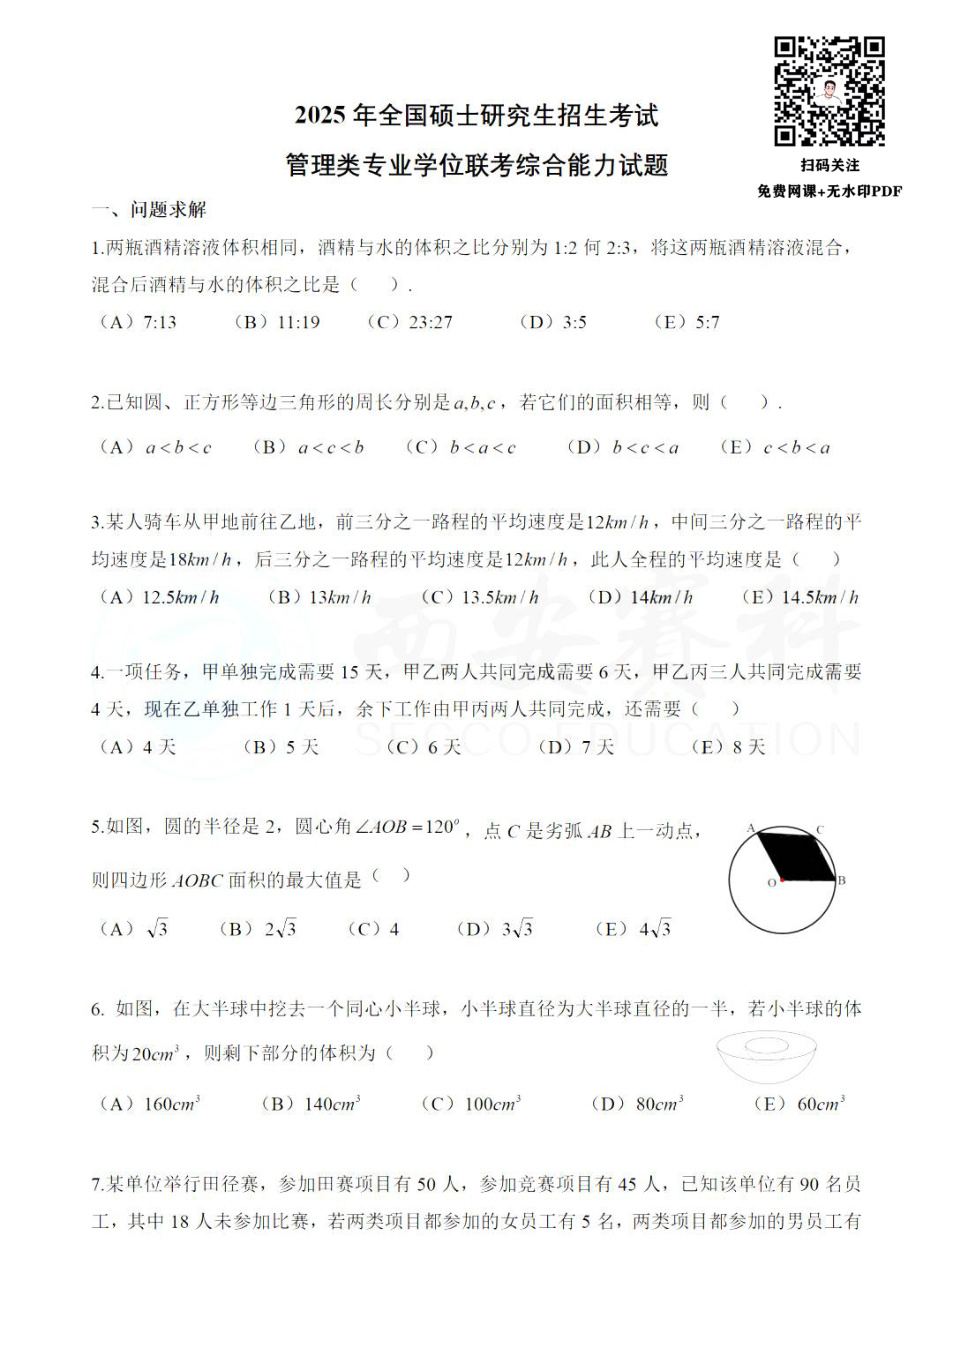 扫码关注
免费网课+无水印PDF
2025 年全国硕士研究生招生考试
管理类专业学位联考综合能力试题
一、问题求解
1.两瓶酒精溶液体积相同，酒精与水的体积之比分别为 1:2 何 2:3，将这两瓶酒精溶液混合，
混合后酒精与水的体积之比是（ ）.
（A）7:13 （B）11:19 （C）23:27 （D）3:5 （E）5:7
2.已知圆、正方形等边三角形的周长分别是 a,b,c，若它们的面积相等，则（ ）.
（A）a<b<c （B）a<c<b （C）b<a<c （D）b<c<a （E）c<b<a
3.某人骑车从甲地前往乙地，前三分之一路程的平均速度是12km/h，中间三分之一路程的平
均速度是18km/h，后三分之一路程的平均速度是12km/h，此人全程的平均速度是（ ）
（A）12.5km/h （B）13km/h （C）13.5km/h （D）14km/h （E）14.5km/h
4.一项任务，甲单独完成需要 15 天，甲乙两人共同完成需要 6 天，甲乙丙三人共同完成需要
4 天，现在乙单独工作 1 天后，余下工作由甲丙两人共同完成，还需要（ ）
（A）4 天 （B）5 天 （C）6 天 （D）7 天 （E）8 天
西安赛科
SECCO EDUCATION
5.如图，圆的半径是 2，圆心角∠AOB=120°，点 C 是劣弧 AB 上一动点，
则四边形 AOBC 面积的最大值是（ ）
（A）√3 （B）2√3 （C）4 （D）3√3 （E）4√3
A C
O B
6. 如图，在大半球中挖去一个同心小半球，小半球直径为大半球直径的一半，若小半球的体
积为20cm³，则剩下部分的体积为（ ）
（A）160cm³ （B）140cm³ （C）100cm³ （D）80cm³ （E）60cm³
7.某单位举行田径赛，参加田赛项目有 50 人，参加竞赛项目有 45 人，已知该单位有 90 名员
工，其中 18 人未参加比赛，若两类项目都参加的女员工有 5 名，两类项目都参加的男员工有